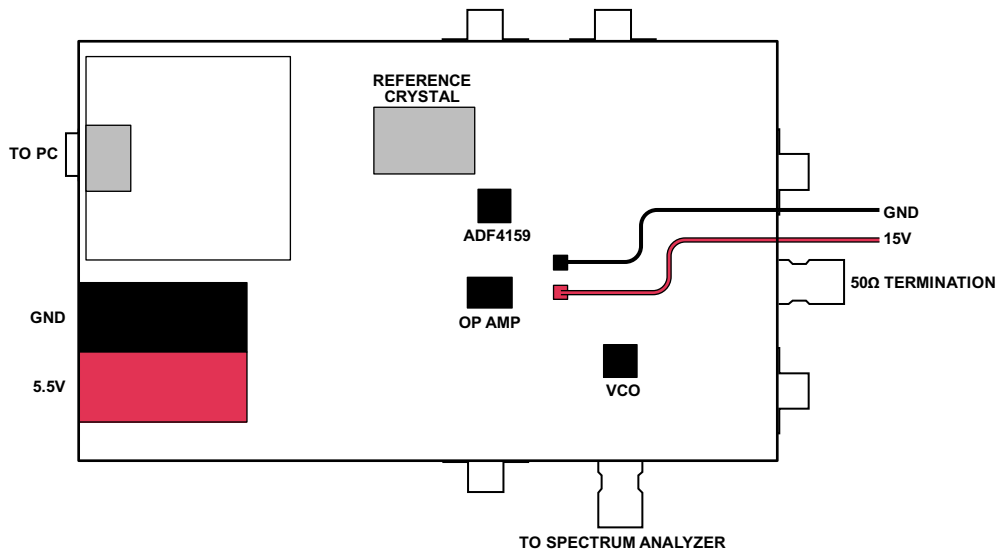 REFERENCE
CRYSTAL
TO PC
ADF4159
GND
15V
50Ω TERMINATION
OP AMP
GND
5.5V
VCO
TO SPECTRUM ANALYZER